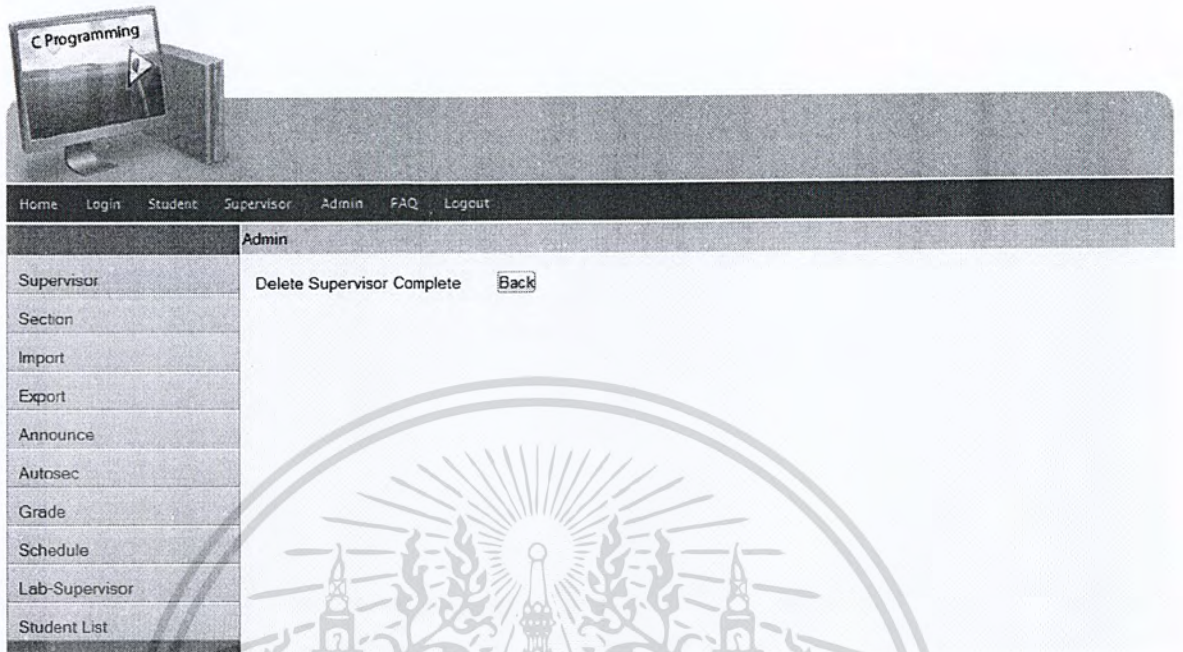 C Programming
Home Login Student Supervisor Admin FAQ Logout
Admin
Supervisor
Section
Import
Export
Announce
Autosec
Grade
Schedule
Lab-Supervisor
Student List
Delete Supervisor Complete Back